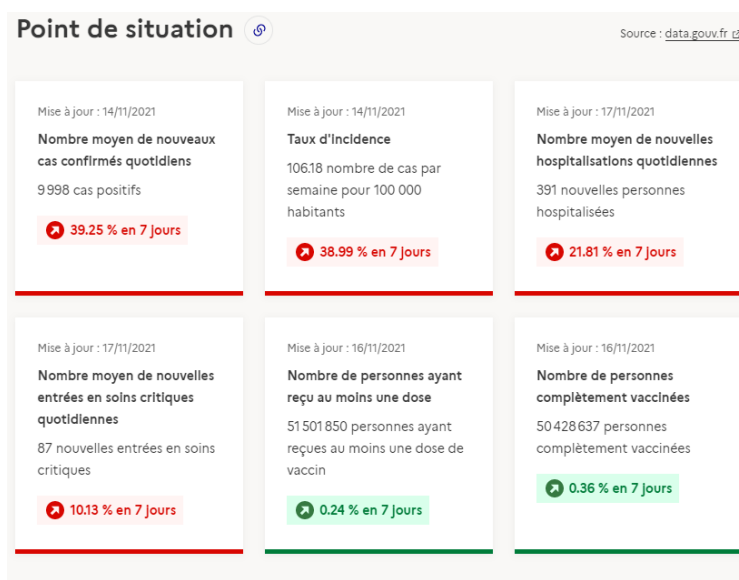 Point de situation
Source : data.gouv.fr
Mise à jour : 14/11/2021
Nombre moyen de nouveaux
cas confirmés quotidiens
9 998 cas positifs
39.25 % en 7 jours
Mise à jour : 14/11/2021
Taux d'incidence
106.18 nombre de cas par
semaine pour 100 000
habitants
38.99 % en 7 jours
Mise à jour : 17/11/2021
Nombre moyen de nouvelles
hospitalisations quotidiennes
391 nouvelles personnes
hospitalisées
21.81 % en 7 jours
Mise à jour : 17/11/2021
Nombre moyen de nouvelles
entrées en soins critiques
quotidiennes
87 nouvelles entrées en soins
critiques
10.13 % en 7 jours
Mise à jour : 16/11/2021
Nombre de personnes ayant
reçu au moins une dose
51 501 850 personnes ayant
reçues au moins une dose de
vaccin
0.24 % en 7 jours
Mise à jour : 16/11/2021
Nombre de personnes
complètement vaccinées
50 428 637 personnes
complètement vaccinées
0.36 % en 7 jours